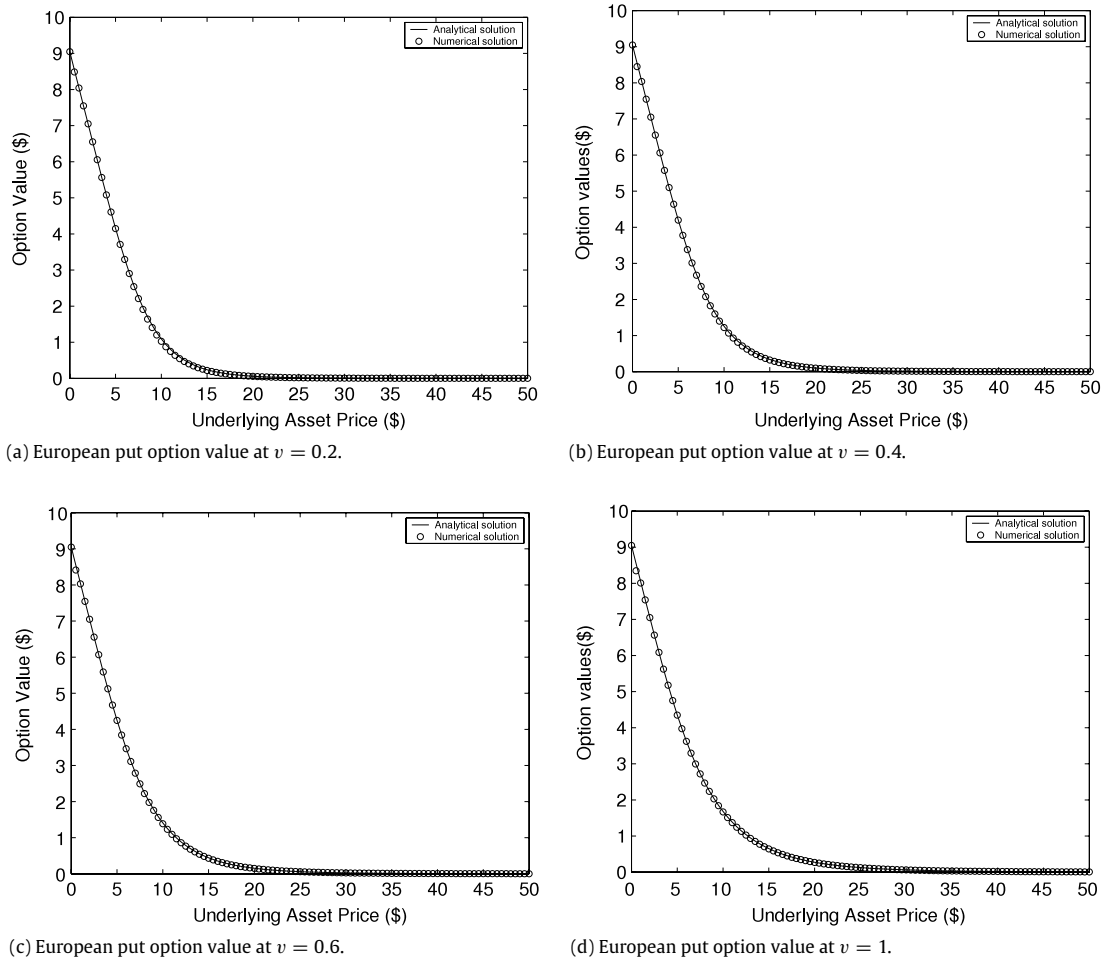 Analytical solution
Numerical solution
10
9
8
7
6
5
4
3
2
1
0
Option Value ($)
0 5 10 15 20 25 30 35 40 45 50
Underlying Asset Price ($)
(a) European put option value at v = 0.2.
Analytical solution
Numerical solution
10
9
8
7
6
5
4
3
2
1
0
Option values($)
0 5 10 15 20 25 30 35 40 45 50
Underlying Asset Price ($)
(b) European put option value at v = 0.4.
Analytical solution
Numerical solution
10
9
8
7
6
5
4
3
2
1
0
Option Value ($)
0 5 10 15 20 25 30 35 40 45 50
Underlying Asset Price ($)
(c) European put option value at v = 0.6.
Analytical solution
Numerical solution
10
9
8
7
6
5
4
3
2
1
0
Option values($)
0 5 10 15 20 25 30 35 40 45 50
Underlying Asset Price ($)
(d) European put option value at v = 1.